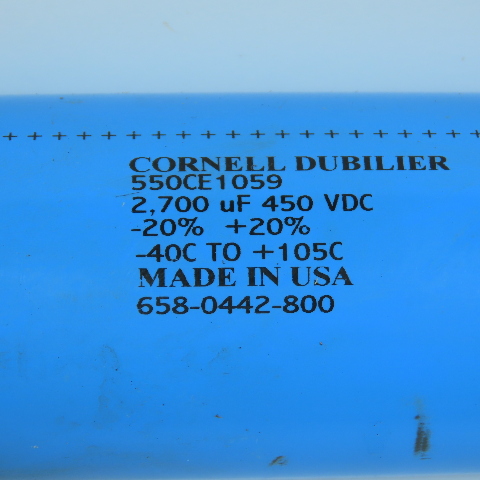 + + + + + + + + + + + + + + + + + + + +
CORNELL DUBILIER
550CE1059
2,700 uF 450 VDC
-20% +20%
-40C TO +105C
MADE IN USA
658-0442-800